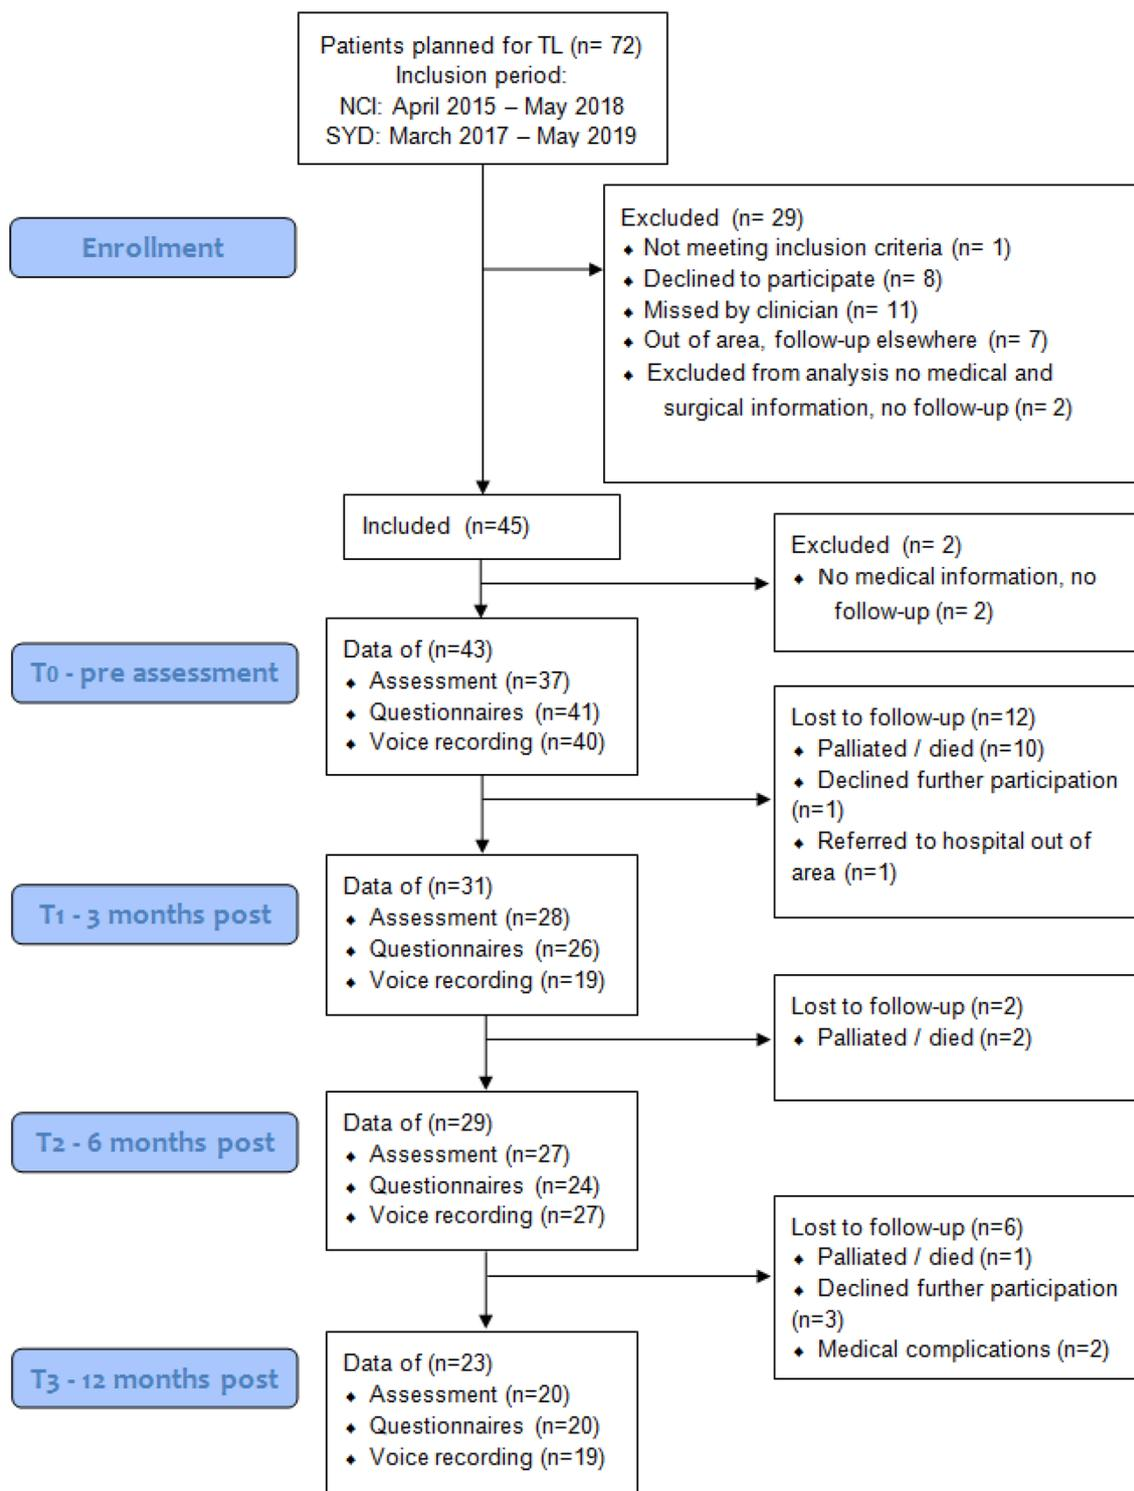 Patients planned for TL (n= 72)
Inclusion period:
NCI: April 2015 – May 2018
SYD: March 2017 – May 2019
Enrollment
Excluded (n= 29)
⬥ Not meeting inclusion criteria (n= 1)
⬥ Declined to participate (n= 8)
⬥ Missed by clinician (n= 11)
⬥ Out of area, follow-up elsewhere (n= 7)
⬥ Excluded from analysis no medical and
surgical information, no follow-up (n= 2)
Included (n=45)
Excluded (n= 2)
⬥ No medical information, no
follow-up (n= 2)
T0 - pre assessment
Data of (n=43)
⬥ Assessment (n=37)
⬥ Questionnaires (n=41)
⬥ Voice recording (n=40)
Lost to follow-up (n=12)
⬥ Palliated / died (n=10)
⬥ Declined further participation
(n=1)
⬥ Referred to hospital out of
area (n=1)
T1 - 3 months post
Data of (n=31)
⬥ Assessment (n=28)
⬥ Questionnaires (n=26)
⬥ Voice recording (n=19)
Lost to follow-up (n=2)
⬥ Palliated / died (n=2)
T2 - 6 months post
Data of (n=29)
⬥ Assessment (n=27)
⬥ Questionnaires (n=24)
⬥ Voice recording (n=27)
Lost to follow-up (n=6)
⬥ Palliated / died (n=1)
⬥ Declined further participation
(n=3)
⬥ Medical complications (n=2)
T3 - 12 months post
Data of (n=23)
⬥ Assessment (n=20)
⬥ Questionnaires (n=20)
⬥ Voice recording (n=19)